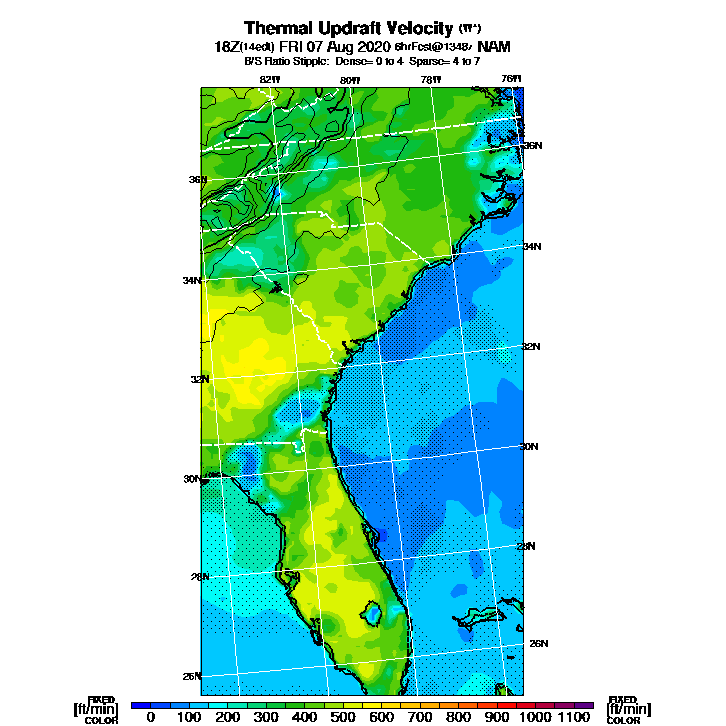 Thermal Updraft Velocity (W*)
18Z(14edt) FRI 07 Aug 2020 6hrFcst@1348z NAM
B/S Ratio Stipple: Dense= 0 to 4 Sparse= 4 to 7
82W 80W 78W 76W
36N
36N
34N
34N
32N
32N
30N
30N
28N
28N
26N
26N
FIXED FIXED
[ft/min] [ft/min]
COLOR COLOR
0 100 200 300 400 500 600 700 800 900 1000 1100